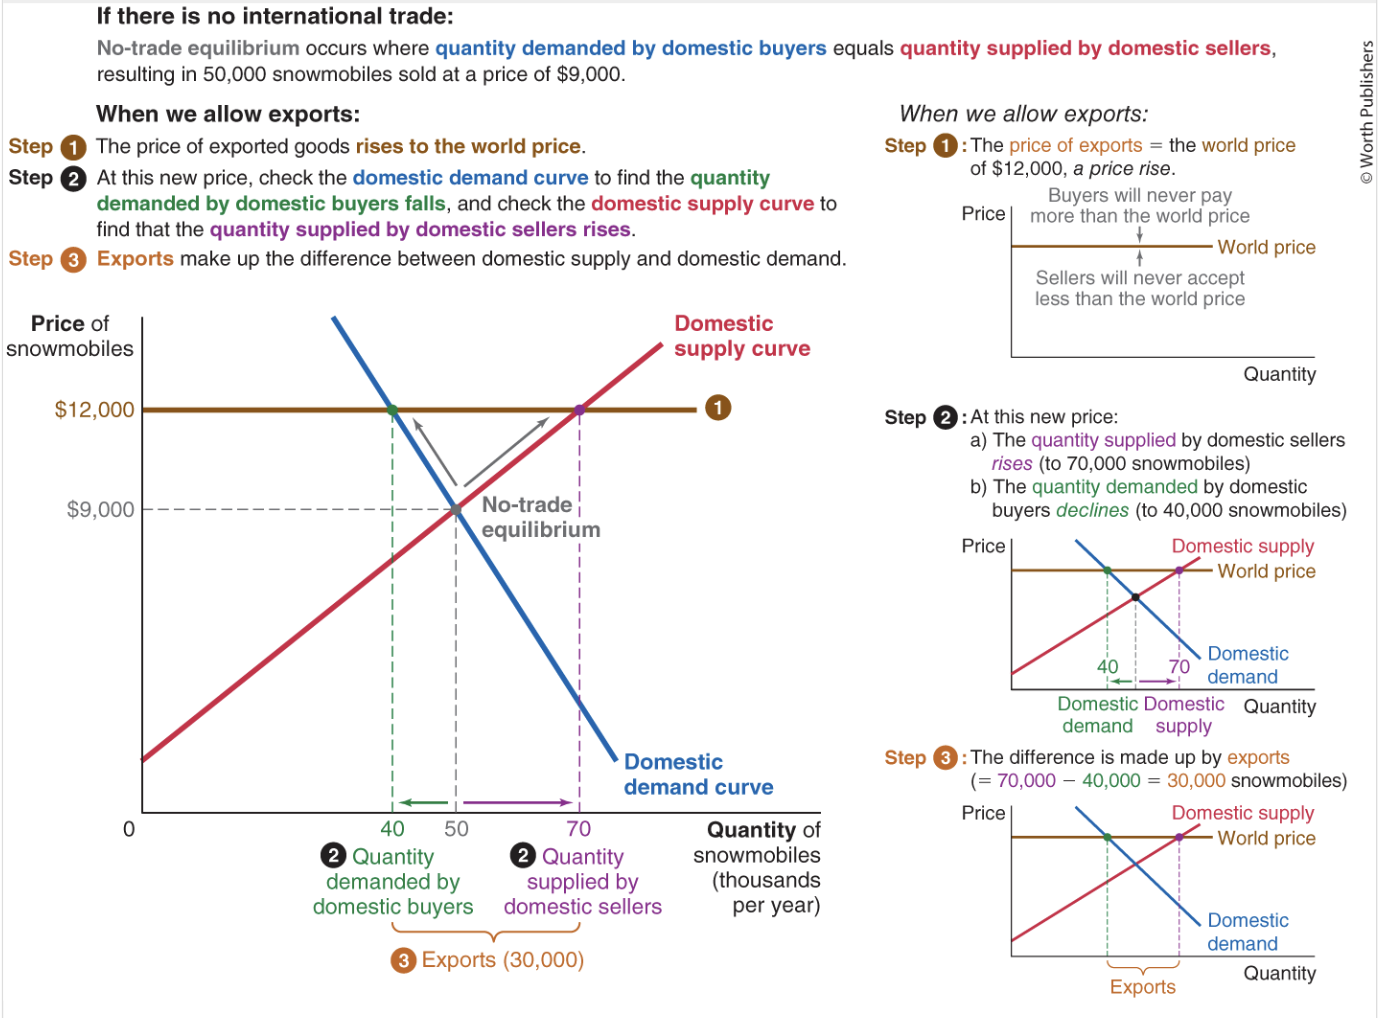 If there is no international trade:
No-trade equilibrium occurs where quantity demanded by domestic buyers equals quantity supplied by domestic sellers,
resulting in 50,000 snowmobiles sold at a price of $9,000.
When we allow exports:
Step 1 The price of exported goods rises to the world price.
Step 2 At this new price, check the domestic demand curve to find the quantity
demanded by domestic buyers falls, and check the domestic supply curve to
find that the quantity supplied by domestic sellers rises.
Step 3 Exports make up the difference between domestic supply and domestic demand.
Price of
snowmobiles
Domestic
supply curve
$12,000
1
$9,000
No-trade
equilibrium
Domestic
demand curve
0
40
50
70
Quantity of
snowmobiles
(thousands
per year)
2 Quantity
demanded by
domestic buyers
2 Quantity
supplied by
domestic sellers
3 Exports (30,000)
When we allow exports:
Step 1: The price of exports = the world price
of $12,000, a price rise.
Buyers will never pay
more than the world price
Price
World price
Sellers will never accept
less than the world price
Quantity
Step 2: At this new price:
a) The quantity supplied by domestic sellers
rises (to 70,000 snowmobiles)
b) The quantity demanded by domestic
buyers declines (to 40,000 snowmobiles)
Price
Domestic supply
World price
Domestic
demand
40
70
Domestic
demand
Domestic
supply
Quantity
Step 3: The difference is made up by exports
(= 70,000 − 40,000 = 30,000 snowmobiles)
Price
Domestic supply
World price
Domestic
demand
Quantity
Exports
© Worth Publishers